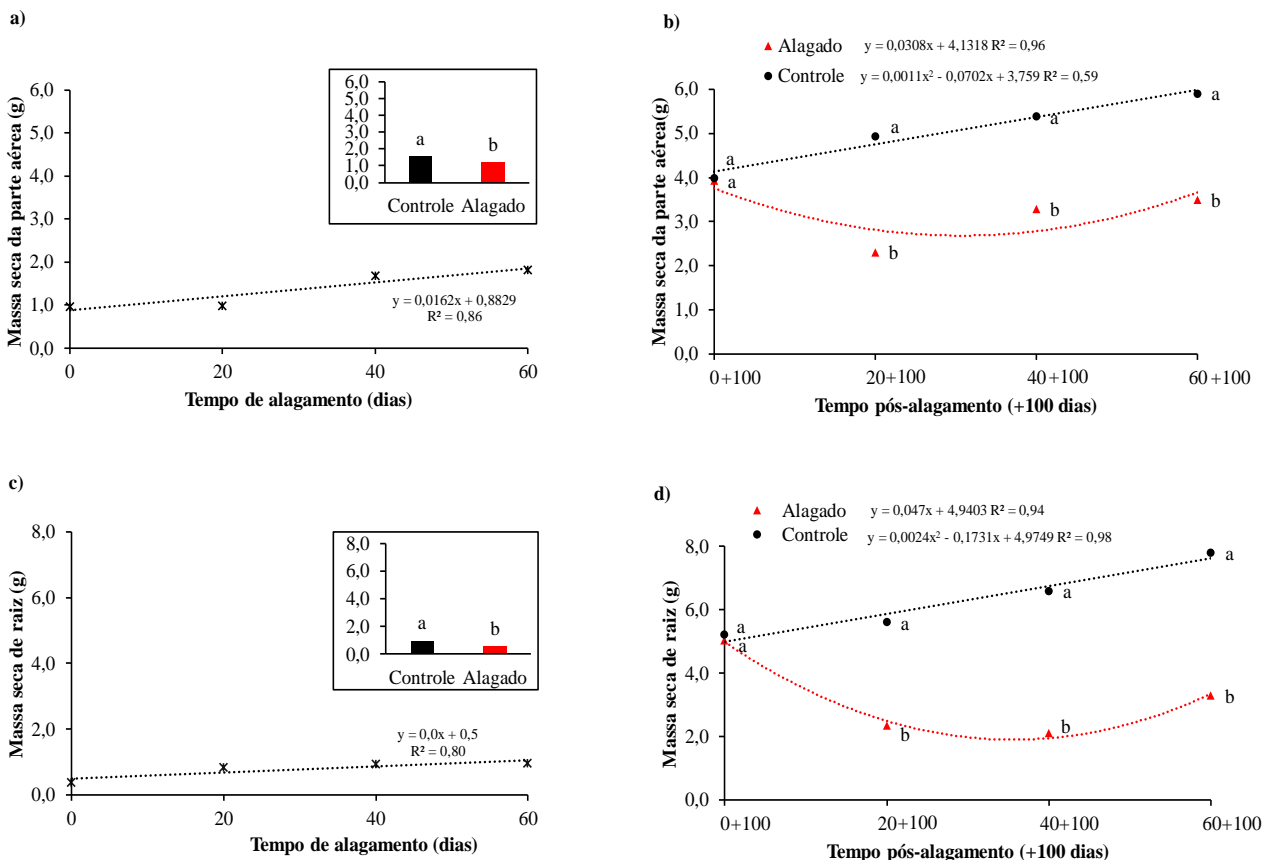 a)
Massa seca da parte aérea (g)
6,0
5,0
4,0
3,0
2,0
1,0
0,0
0 20 40 60
Tempo de alagamento (dias)
y = 0,0162x + 0,8829
R² = 0,86
6,0
5,0
4,0
3,0
2,0
1,0
0,0
a b
Controle Alagado
b)
Alagado y = 0,0308x + 4,1318 R² = 0,96
Controle y = 0,0011x² - 0,0702x + 3,759 R² = 0,59
Massa seca da parte aérea(g)
6,0
5,0
4,0
3,0
2,0
1,0
0,0
a a a a
a b b b
0+100 20+100 40+100 60+100
Tempo pós-alagamento (+100 dias)
c)
Massa seca de raiz (g)
8,0
6,0
4,0
2,0
0,0
0 20 40 60
Tempo de alagamento (dias)
y = 0,0x + 0,5
R² = 0,80
8,0
6,0
4,0
2,0
0,0
a b
Controle Alagado
d)
Alagado y = 0,047x + 4,9403 R² = 0,94
Controle y = 0,0024x² - 0,1731x + 4,9749 R² = 0,98
Massa seca de raiz (g)
8,0
6,0
4,0
2,0
0,0
a a a a
a b b b
0+100 20+100 40+100 60+100
Tempo pós-alagamento (+100 dias)